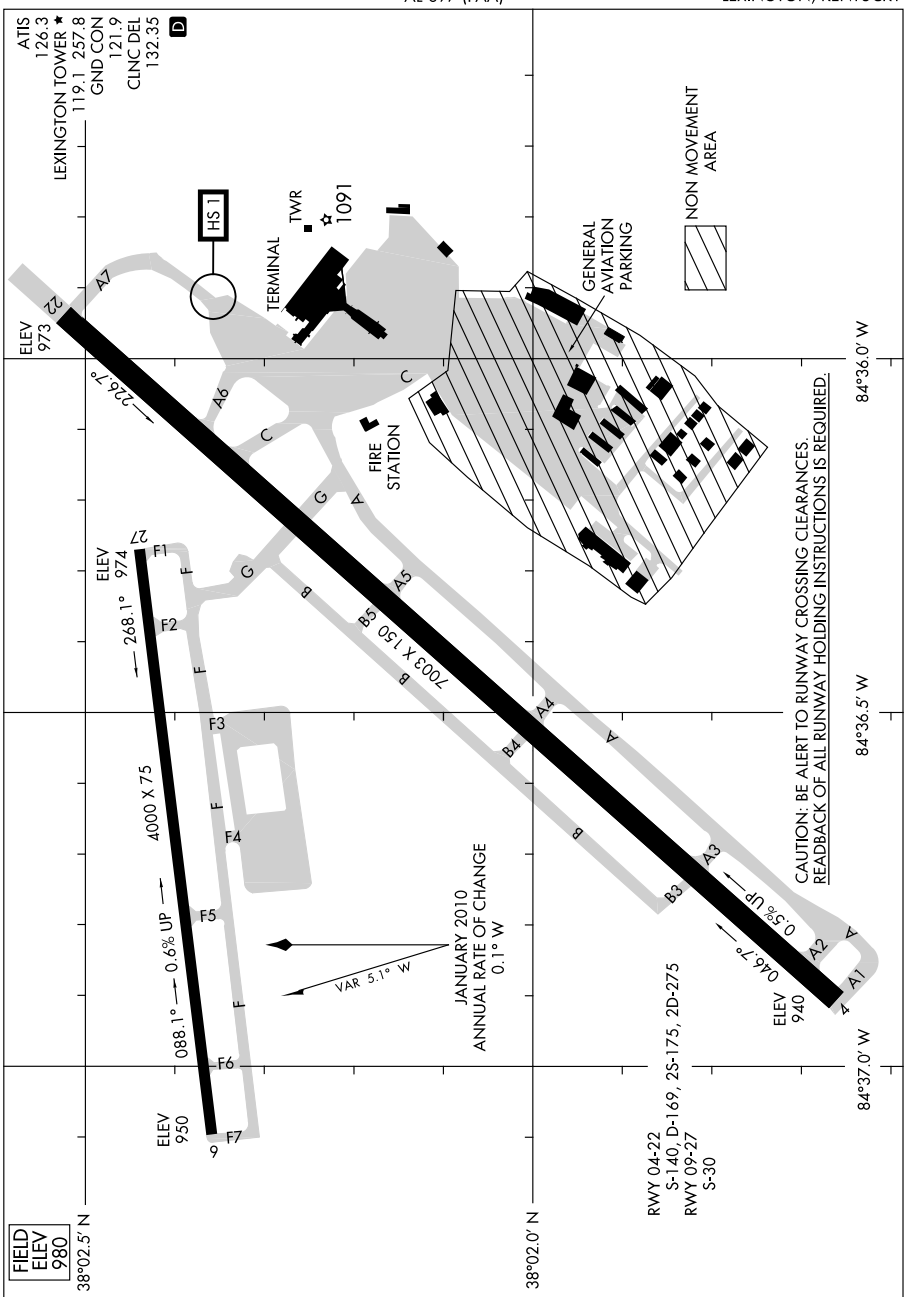 AL-697 (FAA)
LEXINGTON, KENTUCKY
ATIS
126.3
LEXINGTON TOWER ★
119.1 257.8
GND CON
121.9
CLNC DEL
132.35
D
FIELD
ELEV
980
38°02.5' N
38°02.0' N
ELEV
973
22
226.7°
A7
HS 1
TWR
1091
TERMINAL
A6
C
C
FIRE
STATION
G
G
A
ELEV
974
27
F1
F
268.1°
F2
F
4000 X 75
F3
F
F4
088.1°
0.6% UP
F5
F
F6
ELEV
950
9
F7
B
B5
A5
7003 X 150
B
B4
A4
A
B
B3
A3
0.5% UP
046.7°
A2
A
A1
4
ELEV
940
VAR 5.1° W
JANUARY 2010
ANNUAL RATE OF CHANGE
0.1° W
GENERAL
AVIATION
PARKING
NON MOVEMENT
AREA
CAUTION: BE ALERT TO RUNWAY CROSSING CLEARANCES.
READBACK OF ALL RUNWAY HOLDING INSTRUCTIONS IS REQUIRED.
RWY 04-22
S-140, D-169, 2S-175, 2D-275
RWY 09-27
S-30
84°36.0' W
84°36.5' W
84°37.0' W